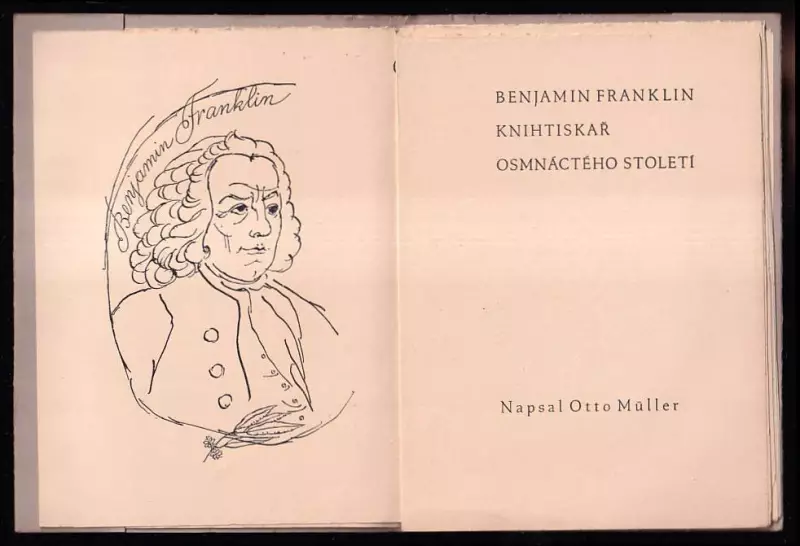 Benjamin Franklin
BENJAMIN FRANKLIN
KNIHTISKAŘ
OSMNÁCTÉHO STOLETÍ
Napsal Otto Müller